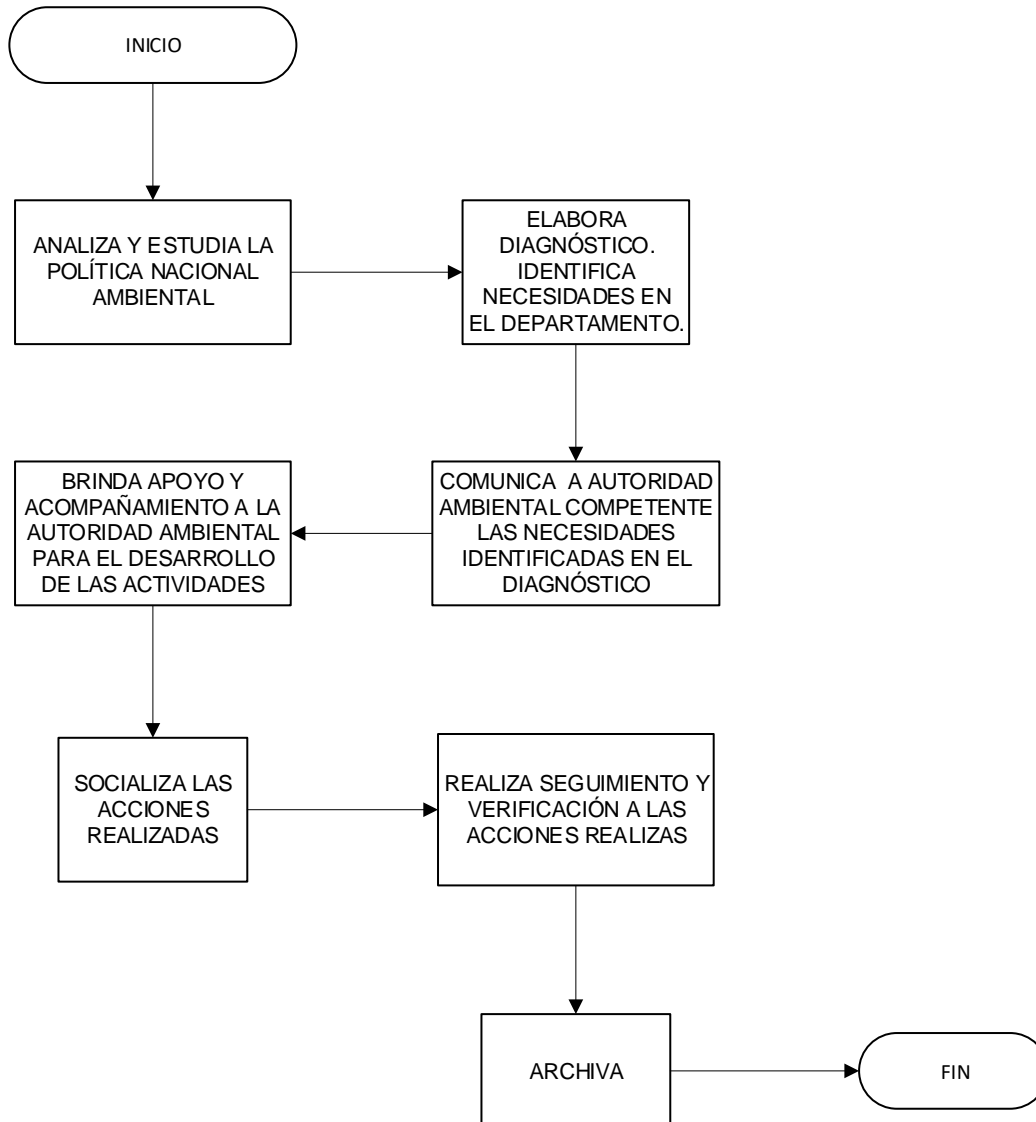 INICIO
ANALIZA Y ESTUDIA LA
POLÍTICA NACIONAL
AMBIENTAL
ELABORA
DIAGNÓSTICO.
IDENTIFICA
NECESIDADES EN
EL DEPARTAMENTO.
COMUNICA A AUTORIDAD
AMBIENTAL COMPETENTE
LAS NECESIDADES
IDENTIFICADAS EN EL
DIAGNÓSTICO
BRINDA APOYO Y
ACOMPAÑAMIENTO A LA
AUTORIDAD AMBIENTAL
PARA EL DESARROLLO
DE LAS ACTIVIDADES
SOCIALIZA LAS
ACCIONES
REALIZADAS
REALIZA SEGUIMIENTO Y
VERIFICACIÓN A LAS
ACCIONES REALIZAS
ARCHIVA
FIN